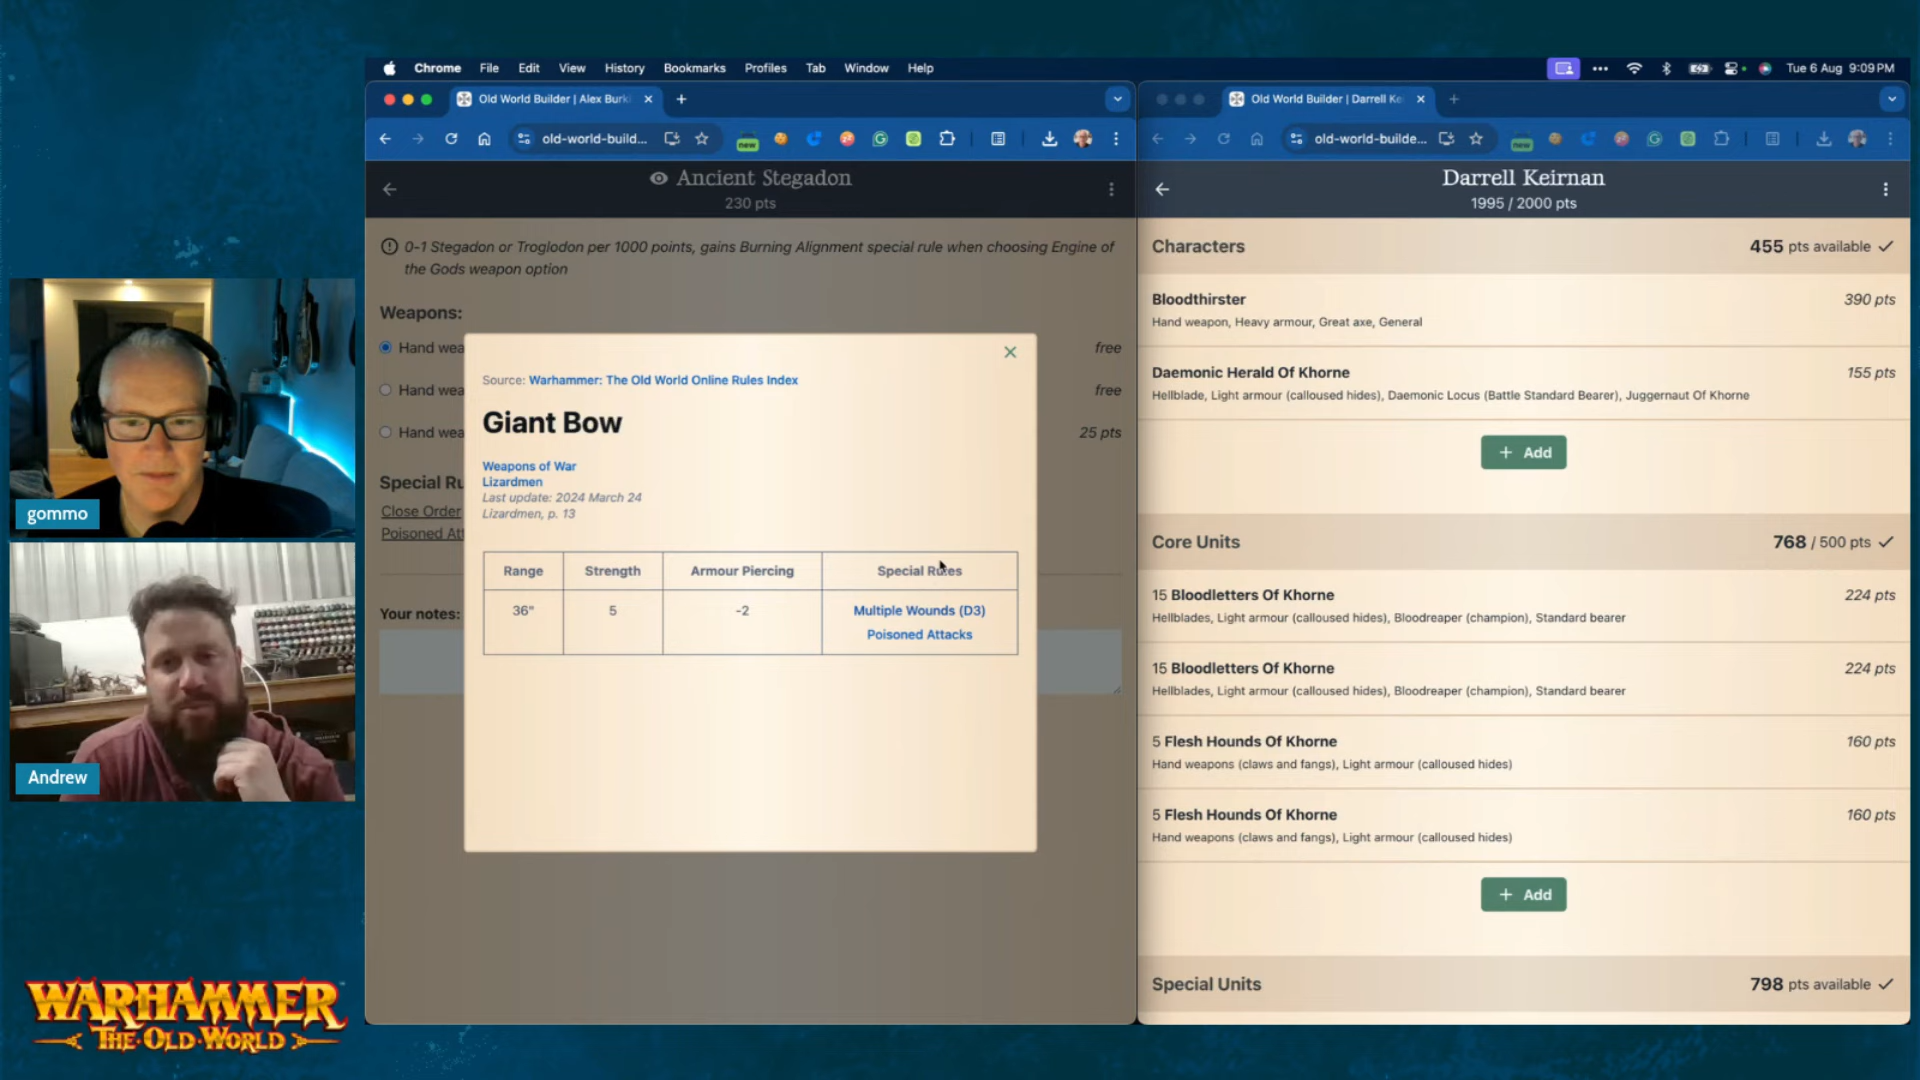 Chrome File Edit View History Bookmarks Profiles Tab Window Help
Tue 6 Aug 9:09 PM
Old World Builder | Alex Burk
old-world-build...
new
Ancient Stegadon
230 pts
0-1 Stegadon or Troglodon per 1000 points, gains Burning Alignment special rule when choosing Engine of
the Gods weapon option
Weapons:
Hand wea
free
Hand wea
free
Hand wea
25 pts
Special Ru
Close Order
Poisoned Att
Your notes:
Source: Warhammer: The Old World Online Rules Index
Giant Bow
Weapons of War
Lizardmen
Last update: 2024 March 24
Lizardmen, p. 13
Range Strength Armour Piercing Special Rules
36" 5 -2 Multiple Wounds (D3)
Poisoned Attacks
Old World Builder | Darrell Kei
old-world-builde...
new
Darrell Keirnan
1995 / 2000 pts
Characters 455 pts available
Bloodthirster 390 pts
Hand weapon, Heavy armour, Great axe, General
Daemonic Herald Of Khorne 155 pts
Hellblade, Light armour (calloused hides), Daemonic Locus (Battle Standard Bearer), Juggernaut Of Khorne
+ Add
Core Units 768 / 500 pts
15 Bloodletters Of Khorne 224 pts
Hellblades, Light armour (calloused hides), Bloodreaper (champion), Standard bearer
15 Bloodletters Of Khorne 224 pts
Hellblades, Light armour (calloused hides), Bloodreaper (champion), Standard bearer
5 Flesh Hounds Of Khorne 160 pts
Hand weapons (claws and fangs), Light armour (calloused hides)
5 Flesh Hounds Of Khorne 160 pts
Hand weapons (claws and fangs), Light armour (calloused hides)
+ Add
Special Units 798 pts available
gommo
Andrew
WARHAMMER
THE OLD WORLD